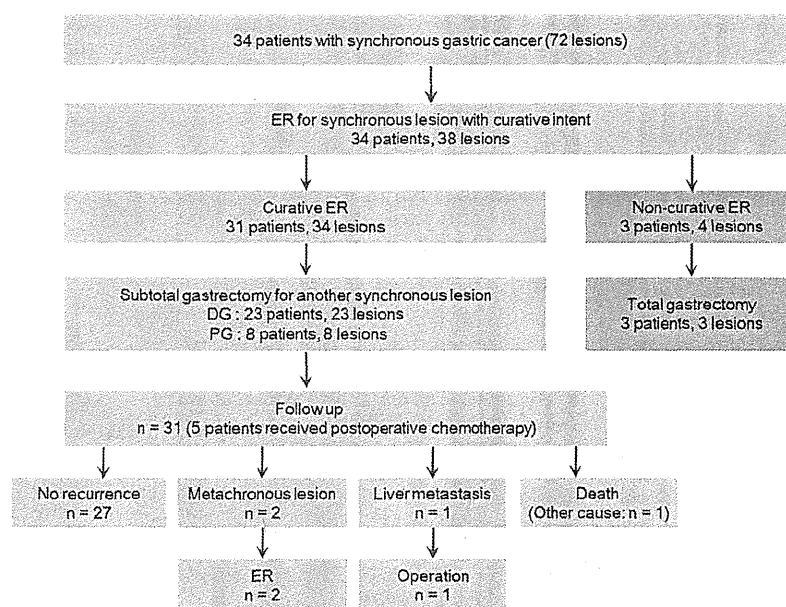 34 patients with synchronous gastric cancer (72 lesions)
ER for synchronous lesion with curative intent
34 patients, 38 lesions
Curative ER
31 patients, 34 lesions
Non-curative ER
3 patients, 4 lesions
Subtotal gastrectomy for another synchronous lesion
DG : 23 patients, 23 lesions
PG : 8 patients, 8 lesions
Total gastrectomy
3 patients, 3 lesions
Follow up
n = 31 (5 patients received postoperative chemotherapy)
No recurrence
n = 27
Metachronous lesion
n = 2
Liver metastasis
n = 1
Death
(Other cause: n = 1)
ER
n = 2
Operation
n = 1